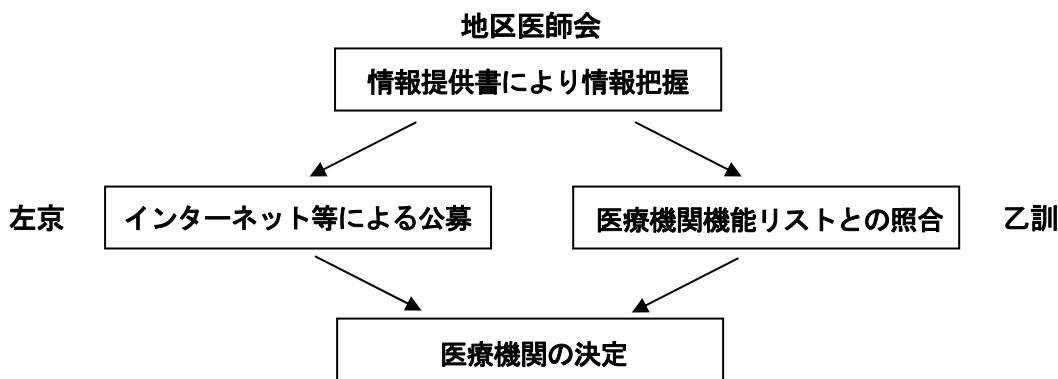 地区医師会
情報提供書により情報把握
左京
インターネット等による公募
医療機関機能リストとの照合
乙訓
医療機関の決定